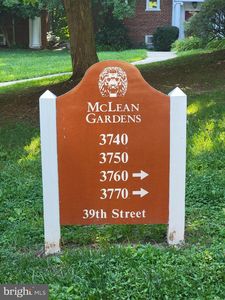 McLean
Gardens
3740
3750
3760 →
3770 →
39th Street
bright MLS